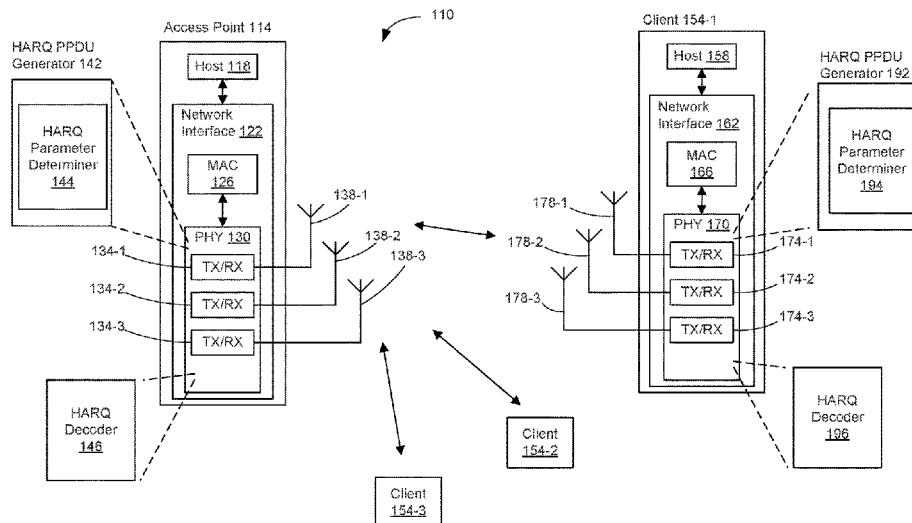 110
Access Point 114
Host 118
Network
Interface 122
MAC
126
PHY 130
TX/RX
TX/RX
TX/RX
134-1
134-2
134-3
138-1
138-2
138-3
HARQ PPDU
Generator 142
HARQ
Parameter
Determiner
144
HARQ
Decoder
146
Client 154-1
Host 158
Network
Interface 162
MAC
166
PHY 170
TX/RX
TX/RX
TX/RX
178-1
178-2
178-3
174-1
174-2
174-3
HARQ PPDU
Generator 192
HARQ
Parameter
Determiner
194
HARQ
Decoder
196
Client
154-2
Client
154-3